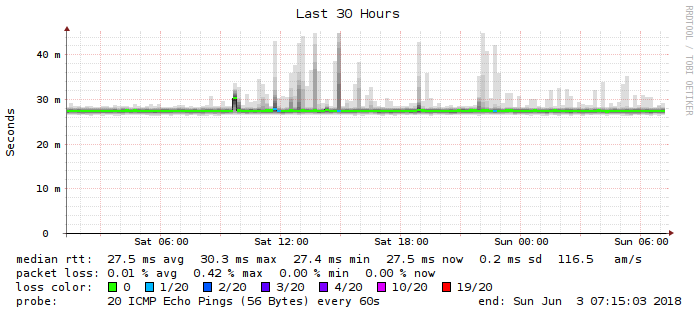 Last 30 Hours
RRDTOOL / TOBI OETIKER
Seconds
40 m
30 m
20 m
10 m
0
Sat 06:00 Sat 12:00 Sat 18:00 Sun 00:00 Sun 06:00
median rtt: 27.5 ms avg 30.3 ms max 27.4 ms min 27.5 ms now 0.2 ms sd 116.5 am/s
packet loss: 0.01 % avg 0.42 % max 0.00 % min 0.00 % now
loss color: 0 1/20 2/20 3/20 4/20 10/20 19/20
probe: 20 ICMP Echo Pings (56 Bytes) every 60s end: Sun Jun 3 07:15:03 2018